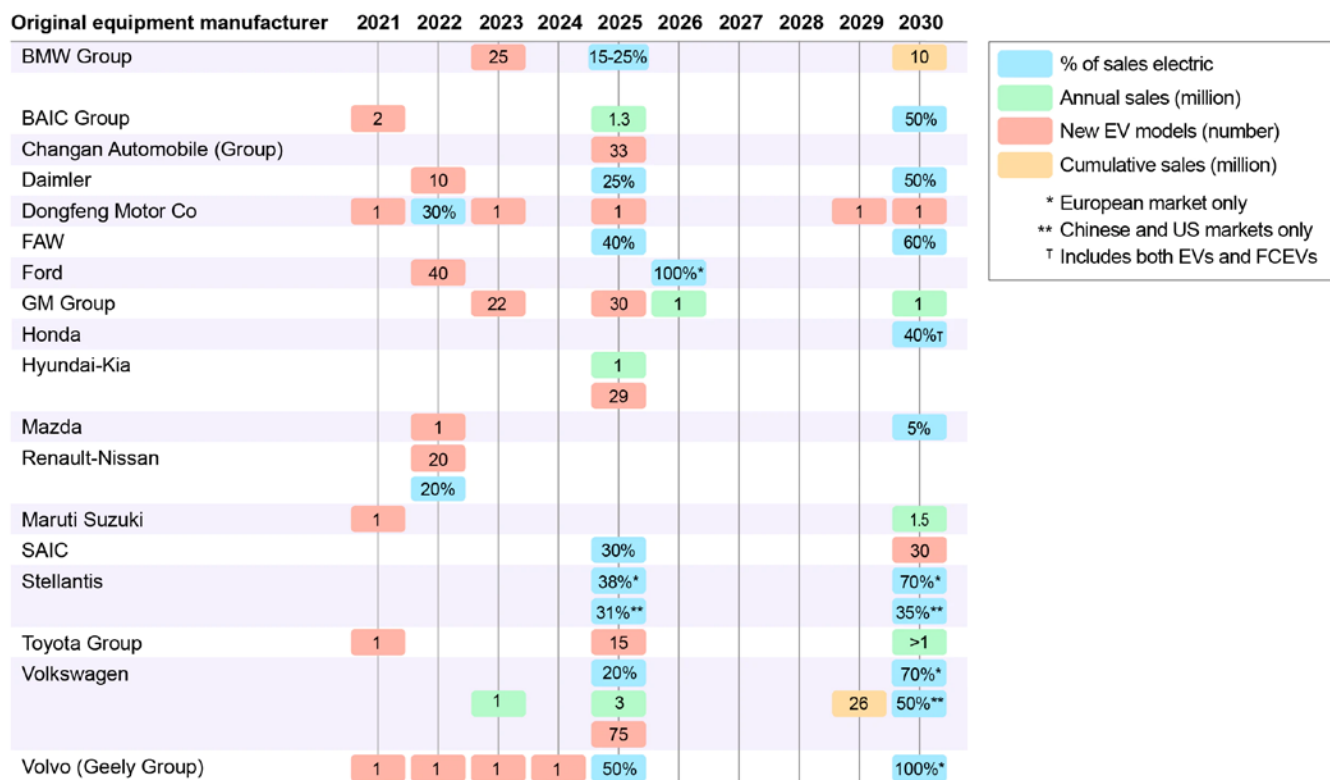 Original equipment manufacturer 2021 2022 2023 2024 2025 2026 2027 2028 2029 2030
BMW Group 25 15-25% 10
BAIC Group 2 1.3 50%
Changan Automobile (Group) 33
Daimler 10 25% 50%
Dongfeng Motor Co 1 30% 1 1 1 1
FAW 40% 60%
Ford 40 100%*
GM Group 22 30 1 1
Honda 40%T
Hyundai-Kia 1
29
Mazda 1 5%
Renault-Nissan 20
20%
Maruti Suzuki 1 1.5
SAIC 30% 30
Stellantis 38%* 70%*
31%** 35%**
Toyota Group 1 15 >1
Volkswagen 20% 70%*
1 3 26 50%**
75
Volvo (Geely Group) 1 1 1 1 50% 100%*
% of sales electric
Annual sales (million)
New EV models (number)
Cumulative sales (million)
* European market only
** Chinese and US markets only
T Includes both EVs and FCEVs